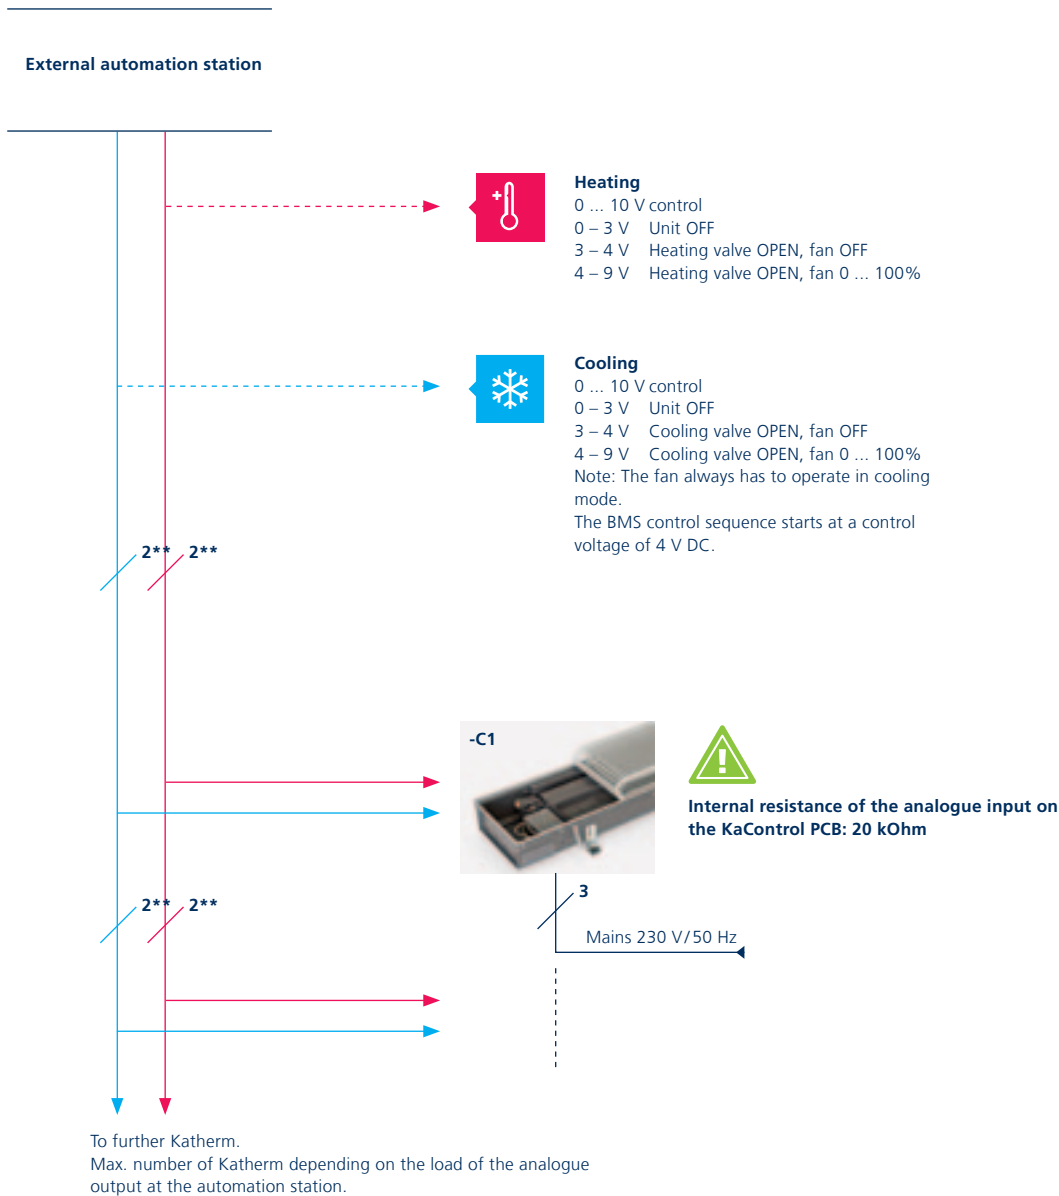 External automation station
Heating
0 ... 10 V control
0 – 3 V Unit OFF
3 – 4 V Heating valve OPEN, fan OFF
4 – 9 V Heating valve OPEN, fan 0 ... 100%
Cooling
0 ... 10 V control
0 – 3 V Unit OFF
3 – 4 V Cooling valve OPEN, fan OFF
4 – 9 V Cooling valve OPEN, fan 0 ... 100%
Note: The fan always has to operate in cooling
mode.
The BMS control sequence starts at a control
voltage of 4 V DC.
2** 2**
-C1
Internal resistance of the analogue input on
the KaControl PCB: 20 kOhm
2** 2**
3
Mains 230 V/50 Hz
To further Katherm.
Max. number of Katherm depending on the load of the analogue
output at the automation station.